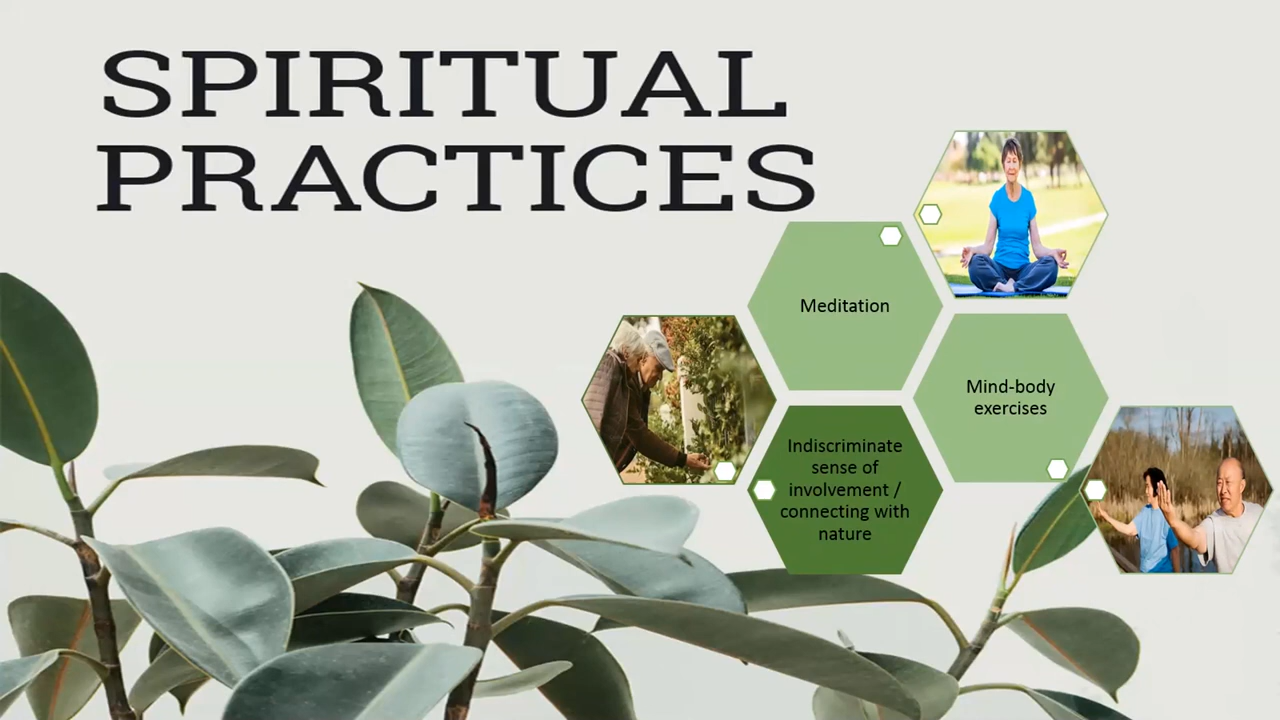 SPIRITUAL
PRACTICES
Meditation
Mind-body
exercises
Indiscriminate
sense of
involvement /
connecting with
nature